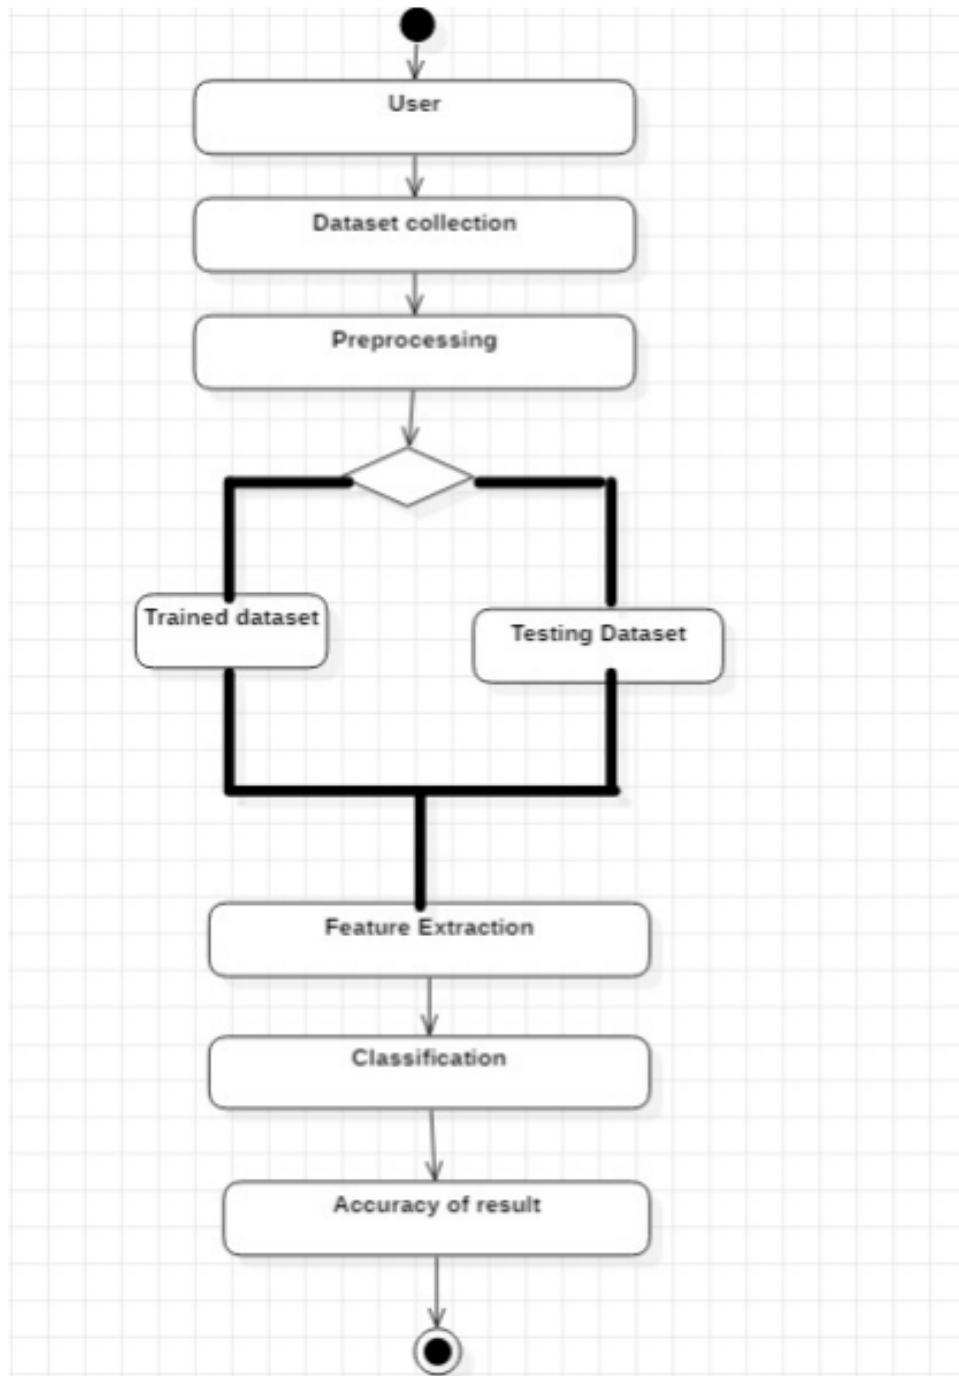 User
Dataset collection
Preprocessing
Trained dataset
Testing Dataset
Feature Extraction
Classification
Accuracy of result